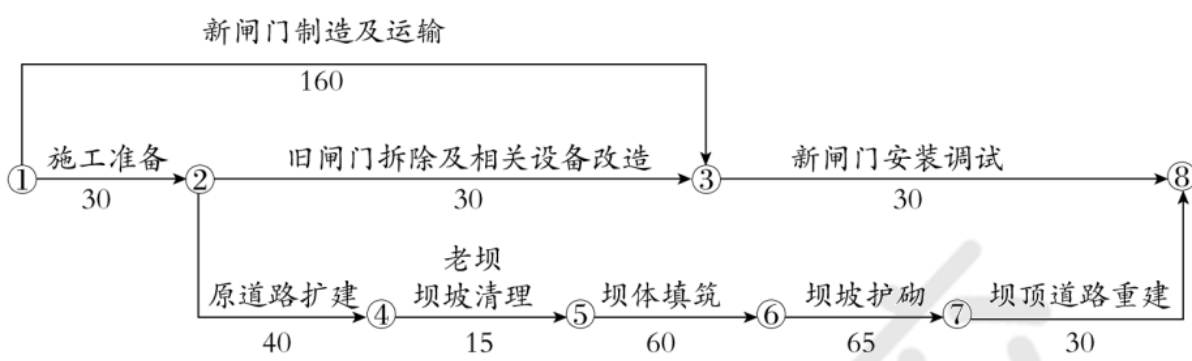 新闸门制造及运输
160
① 施工准备 ② 旧闸门拆除及相关设备改造 ③ 新闸门安装调试 ⑧
30 30 30
老坝
原道路扩建 ④ 坝坡清理 ⑤ 坝体填筑 ⑥ 坝坡护砌 ⑦ 坝顶道路重建
40 15 60 65 30